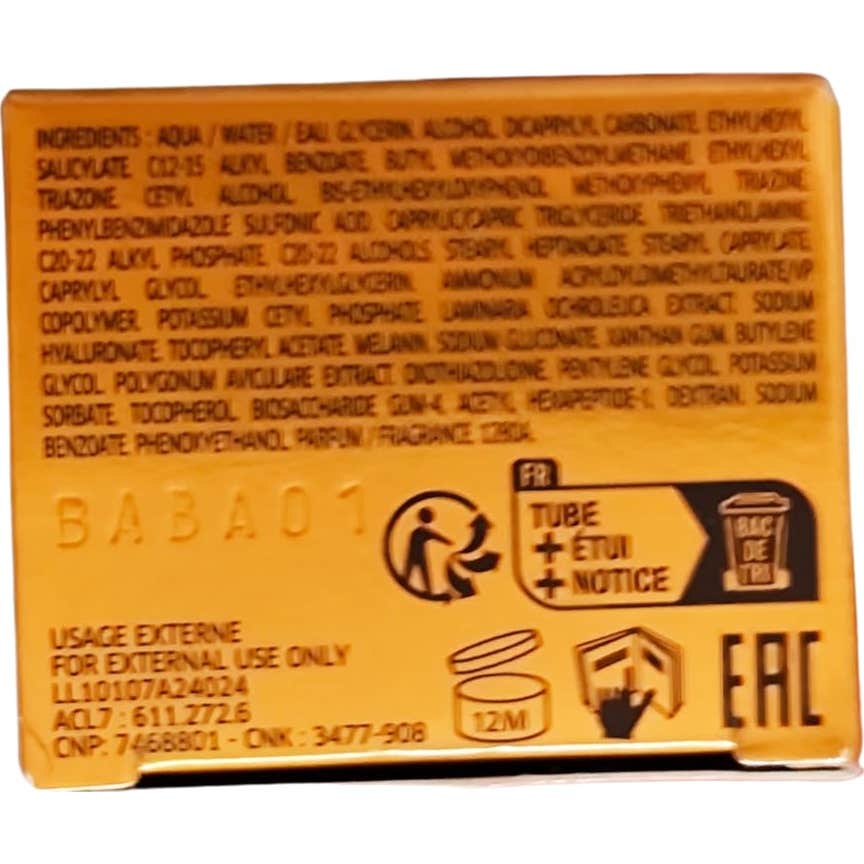 INGREDIENTS : AQUA / WATER / EAU, GLYCERIN, ALCOHOL, DICAPRYLYL CARBONATE, ETHYLHEXYL
SALICYLATE, C12-15 ALKYL BENZOATE, BUTYL METHOXYDIBENZOYLMETHANE, ETHYLHEXYL
TRIAZONE, CETYL ALCOHOL, BIS-ETHYLHEXYLOXYPHENOL METHOXYPHENYL TRIAZINE,
PHENYLBENZIMIDAZOLE SULFONIC ACID, CAPRYLIC/CAPRIC TRIGLYCERIDE, TRIETHANOLAMINE,
C20-22 ALKYL PHOSPHATE, C20-22 ALCOHOLS, STEARYL HEPTANOATE, STEARYL CAPRYLATE,
CAPRYLYL GLYCOL, ETHYLHEXYLGLYCERIN, AMMONIUM ACRYLOYLDIMETHYLTAURATE/VP
COPOLYMER, POTASSIUM CETYL PHOSPHATE, LAMINARIA OCHROLEUCA EXTRACT, SODIUM
HYALURONATE, TOCOPHERYL ACETATE, MELANIN, SODIUM GLUCONATE, XANTHAN GUM, BUTYLENE
GLYCOL, POLYGONUM AVICULARE EXTRACT, DIOTHIAZOLIDIONE, PENTYLENE GLYCOL, POTASSIUM
SORBATE, TOCOPHEROL, BIOSACCHARIDE GUM-4, ACETYL HEXAPEPTIDE-1, DEXTRAN, SODIUM
BENZOATE, PHENOXYETHANOL, PARFUM / FRAGRANCE.
BABA01
FR
TUBE
+ ÉTUI
+ NOTICE
BAC
DE
TRI
USAGE EXTERNE
FOR EXTERNAL USE ONLY
LL10107A24024
ACL7 : 611.272.6
CNP: 7468801 - CNK : 3477-908
12M
EAC